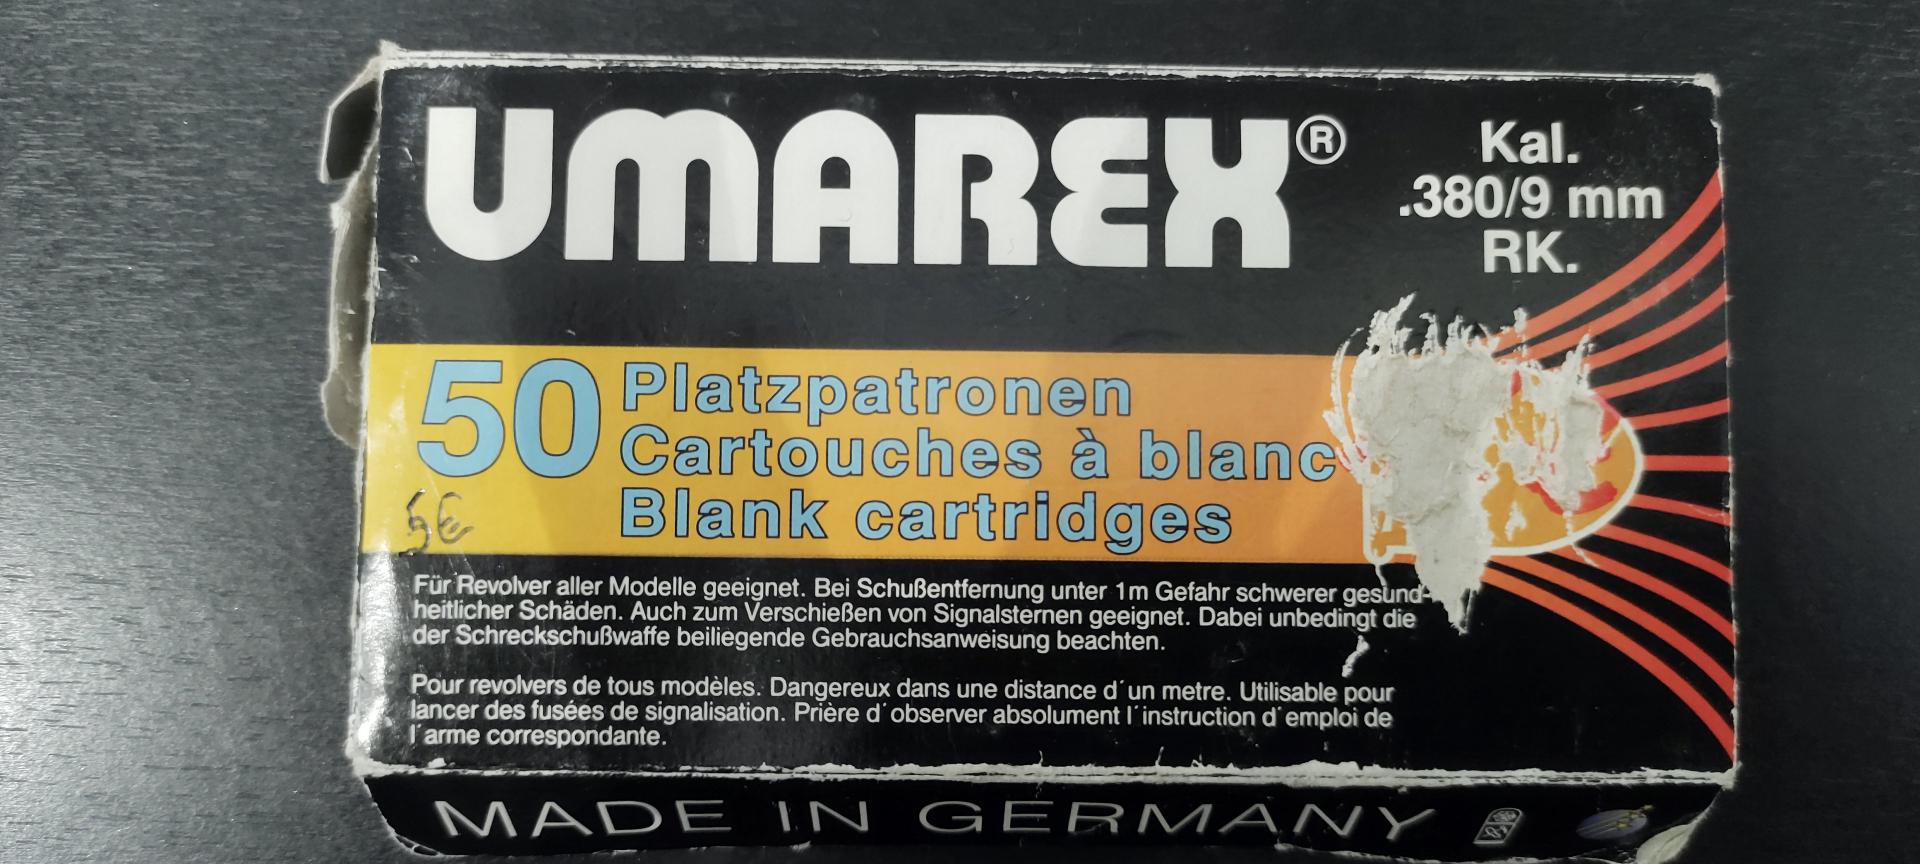 UMAREX®
Kal.
.380/9 mm
RK.
50 Platzpatronen
Cartouches à blanc
Blank cartridges
5€
Für Revolver aller Modelle geeignet. Bei Schußentfernung unter 1m Gefahr schwerer gesund-
heitlicher Schäden. Auch zum Verschießen von Signalsternen geeignet. Dabei unbedingt die
der Schreckschußwaffe beiliegende Gebrauchsanweisung beachten.
Pour revolvers de tous modèles. Dangereux dans une distance d´un metre. Utilisable pour
lancer des fusées de signalisation. Prière d´observer absolument l´instruction d´emploi de
l´arme correspondante.
MADE IN GERMANY